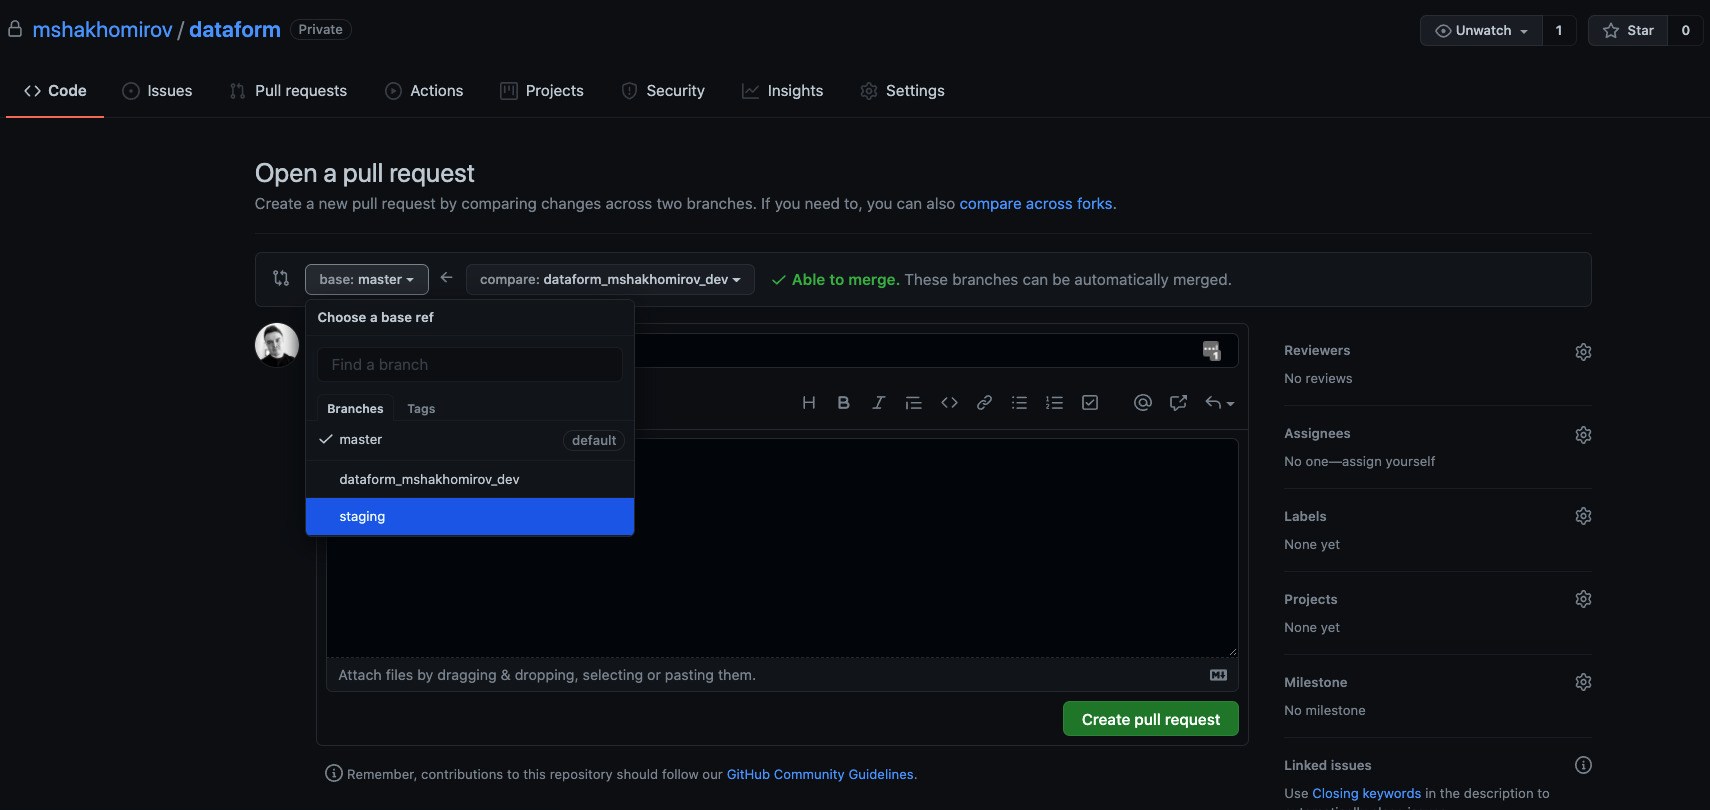 mshakhomirov / dataform Private
Unwatch 1 Star 0
Code Issues Pull requests Actions Projects Security Insights Settings
Open a pull request
Create a new pull request by comparing changes across two branches. If you need to, you can also compare across forks.
base: master compare: dataform_mshakhomirov_dev Able to merge. These branches can be automatically merged.
Choose a base ref
Find a branch
Branches Tags
master default
dataform_mshakhomirov_dev
staging
Attach files by dragging & dropping, selecting or pasting them.
Create pull request
Remember, contributions to this repository should follow our GitHub Community Guidelines.
Reviewers
No reviews
Assignees
No one—assign yourself
Labels
None yet
Projects
None yet
Milestone
No milestone
Linked issues
Use Closing keywords in the description to